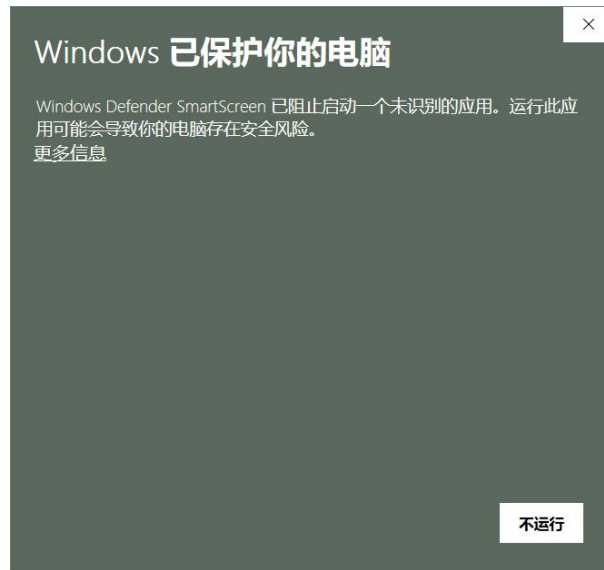 Windows 已保护你的电脑
Windows Defender SmartScreen 已阻止启动一个未识别的应用。运行此应
用可能会导致你的电脑存在安全风险。
更多信息
不运行